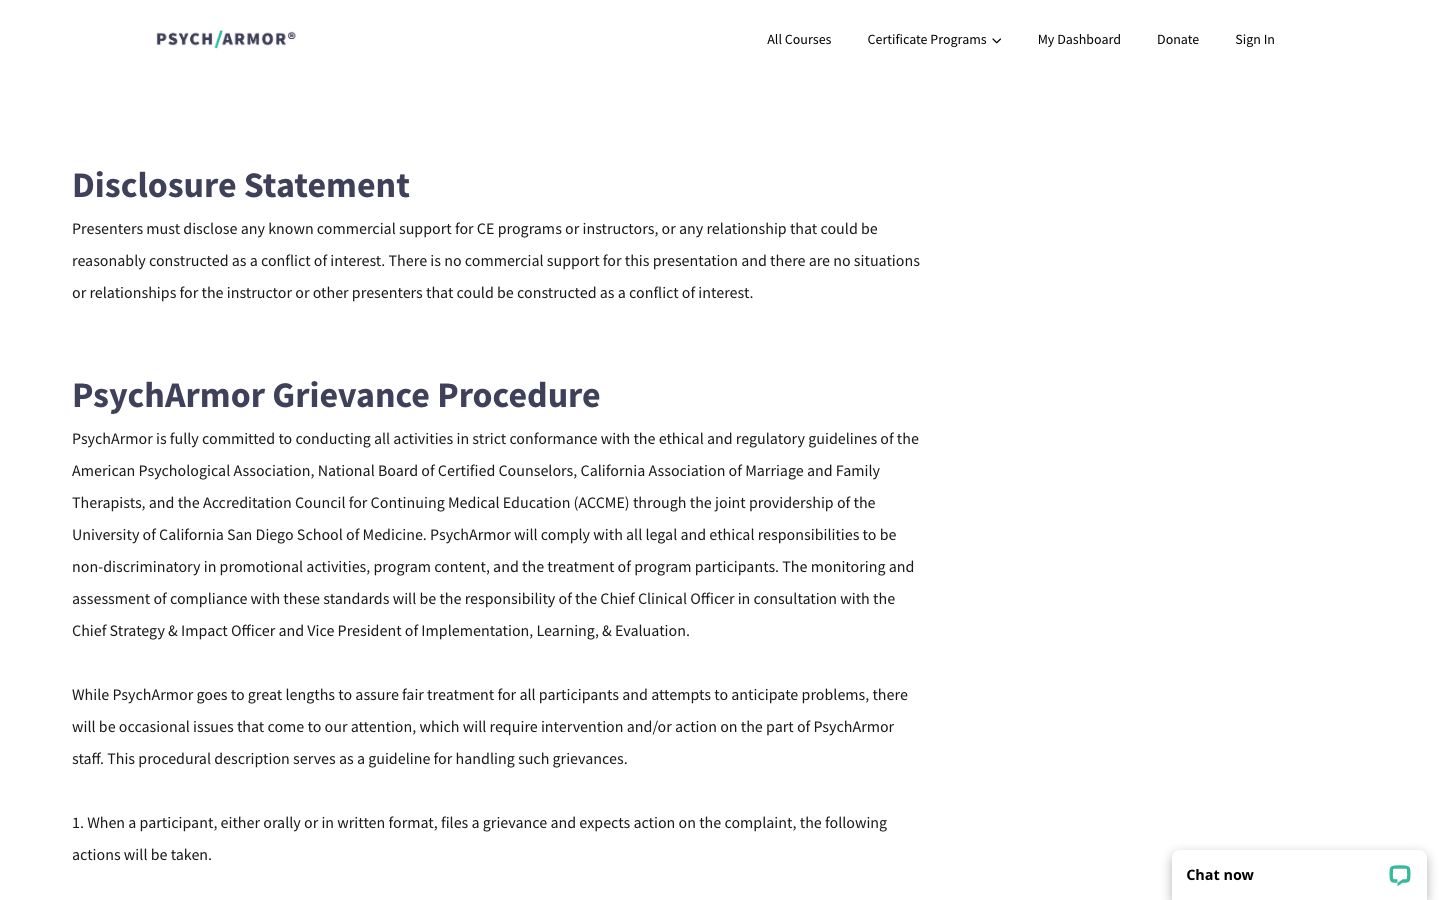 PSYCH/ARMOR®
All Courses
Certificate Programs
My Dashboard
Donate
Sign In
Disclosure Statement
Presenters must disclose any known commercial support for CE programs or instructors, or any relationship that could be
reasonably constructed as a conflict of interest. There is no commercial support for this presentation and there are no situations
or relationships for the instructor or other presenters that could be constructed as a conflict of interest.
PsychArmor Grievance Procedure
PsychArmor is fully committed to conducting all activities in strict conformance with the ethical and regulatory guidelines of the
American Psychological Association, National Board of Certified Counselors, California Association of Marriage and Family
Therapists, and the Accreditation Council for Continuing Medical Education (ACCME) through the joint providership of the
University of California San Diego School of Medicine. PsychArmor will comply with all legal and ethical responsibilities to be
non-discriminatory in promotional activities, program content, and the treatment of program participants. The monitoring and
assessment of compliance with these standards will be the responsibility of the Chief Clinical Officer in consultation with the
Chief Strategy & Impact Officer and Vice President of Implementation, Learning, & Evaluation.
While PsychArmor goes to great lengths to assure fair treatment for all participants and attempts to anticipate problems, there
will be occasional issues that come to our attention, which will require intervention and/or action on the part of PsychArmor
staff. This procedural description serves as a guideline for handling such grievances.
1. When a participant, either orally or in written format, files a grievance and expects action on the complaint, the following
actions will be taken.
Chat now